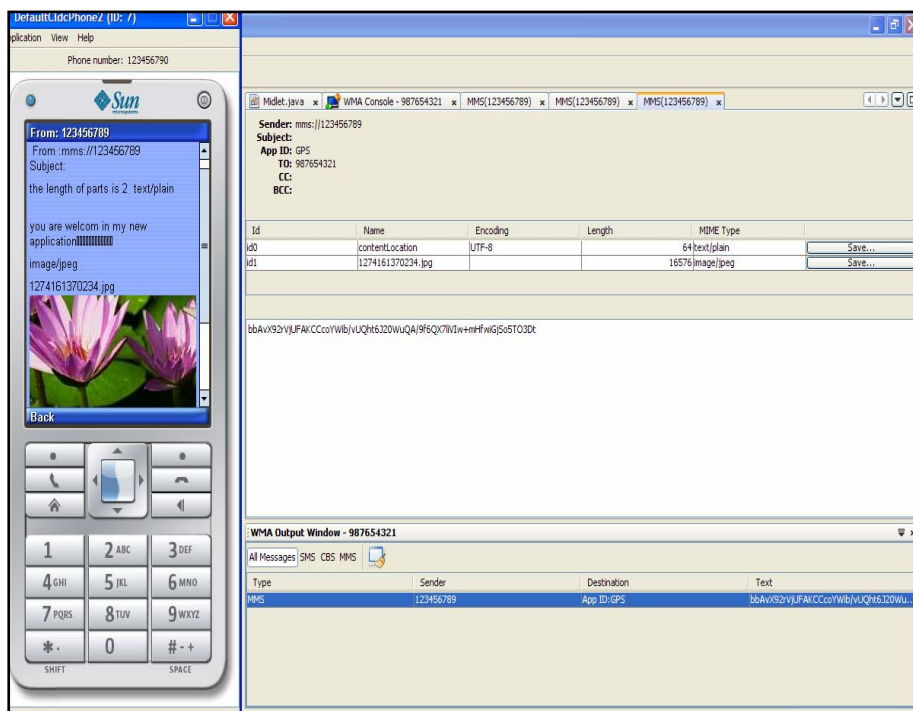 DefaultCldcPhone2 (ID: 7)
plication View Help
Phone number: 123456790
Sun
microsystems
From: 123456789
From :mms://123456789
Subject:
the length of parts is 2 text/plain
you are welcom in my new
application
image/jpeg
1274161370234.jpg
Back
1 2 ABC 3 DEF
4 GHI 5 JKL 6 MNO
7 PQRS 8 TUV 9 WXYZ
* . 0 # - +
SHIFT SPACE
Midlet.java x WMA Console - 987654321 x MMS(123456789) x MMS(123456789) x MMS(123456789) x
Sender: mms://123456789
Subject:
App ID: GPS
TO: 987654321
CC:
BCC:
Id Name Encoding Length MIME Type
id0 contentLocation UTF-8 64 text/plain Save...
id1 1274161370234.jpg 16576 image/jpeg Save...
bbAvX92rVjUFAKCCcoYWib/vUQht6J20WuQA/9f6QX7liVIw+mHfwiGjSo5TO3Dt
WMA Output Window - 987654321
All Messages SMS CBS MMS
Type Sender Destination Text
MMS 123456789 App ID:GPS bbAvX92rVjUFAKCCcoYWib/vUQht6J20Wu...